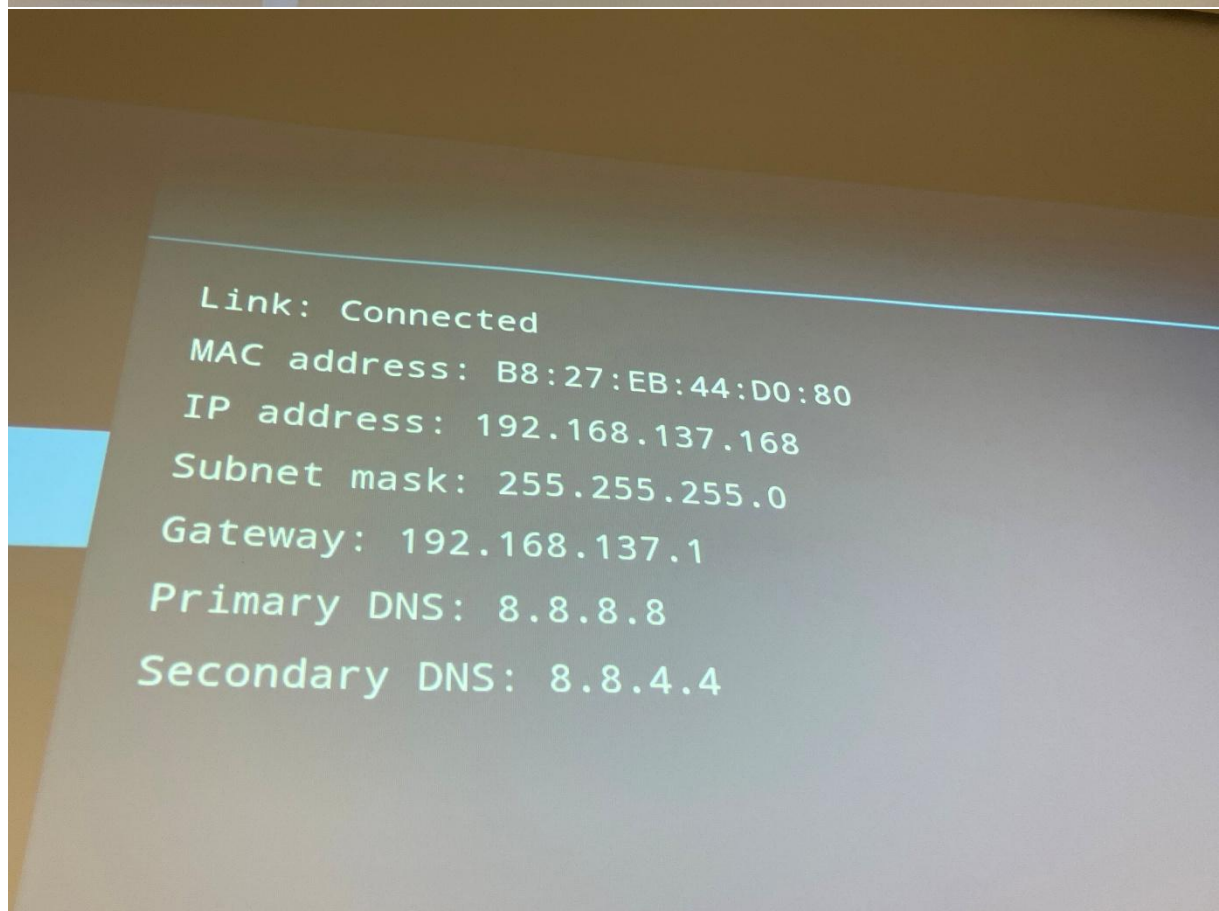 Link: Connected
MAC address: B8:27:EB:44:D0:80
IP address: 192.168.137.168
Subnet mask: 255.255.255.0
Gateway: 192.168.137.1
Primary DNS: 8.8.8.8
Secondary DNS: 8.8.4.4